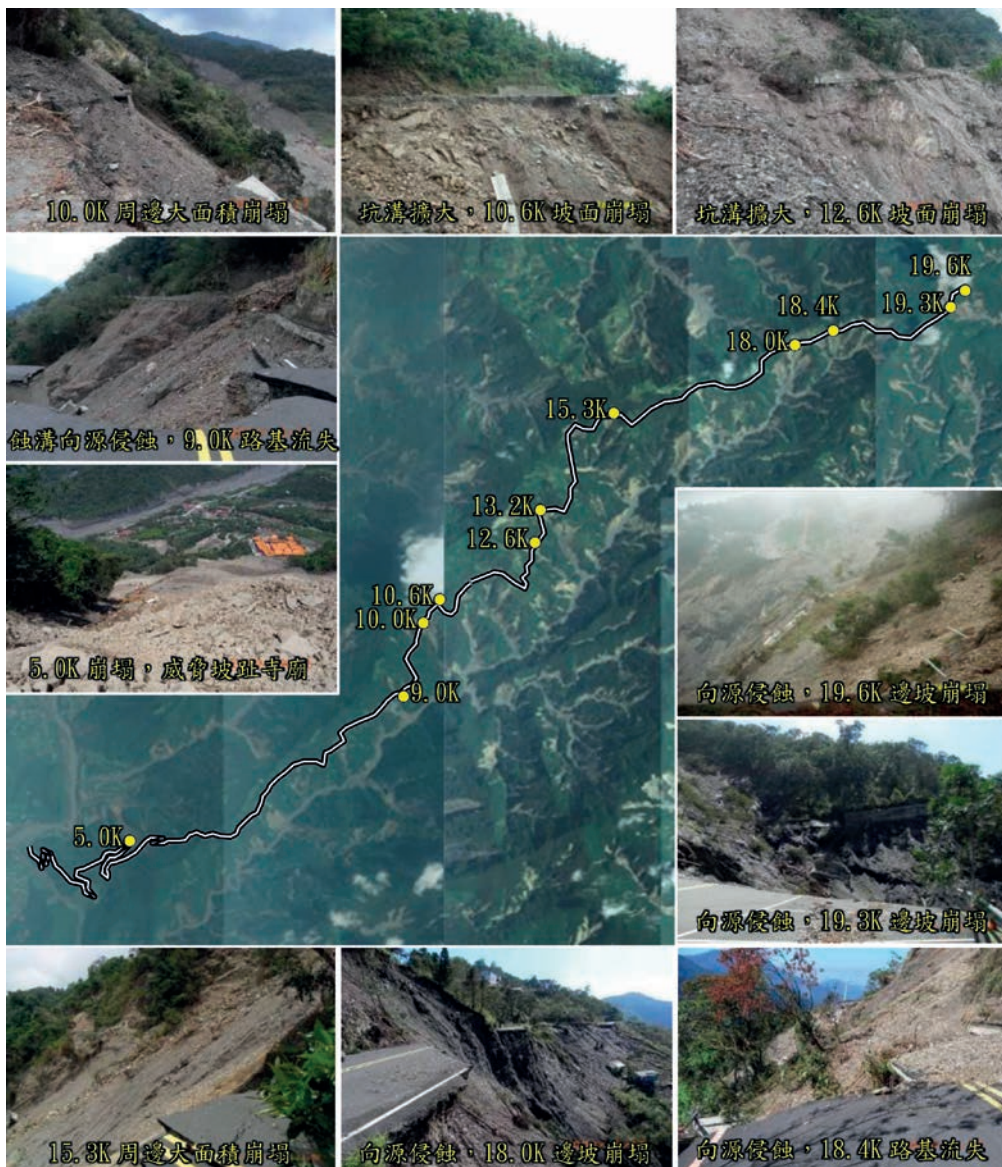 10.0K 周邊大面積崩塌
坑溝擴大，10.6K 坡面崩塌
坑溝擴大，12.6K 坡面崩塌
蝕溝向源侵蝕，9.0K 路基流失
5.0K 崩塌，威脅坡趾寺廟
19.6K
19.3K
18.4K
18.0K
15.3K
13.2K
12.6K
10.6K
10.0K
9.0K
5.0K
向源侵蝕，19.6K 邊坡崩塌
向源侵蝕，19.3K 邊坡崩塌
15.3K 周邊大面積崩塌
向源侵蝕，18.0K 邊坡崩塌
向源侵蝕，18.4K 路基流失